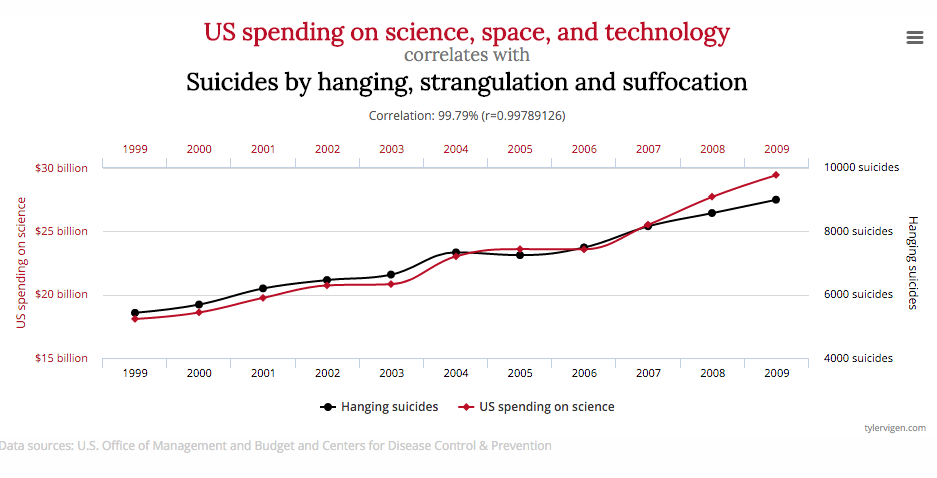 US spending on science, space, and technology
correlates with
Suicides by hanging, strangulation and suffocation
Correlation: 99.79% (r=0.99789126)
1999 2000 2001 2002 2003 2004 2005 2006 2007 2008 2009
$30 billion 10000 suicides
$25 billion 8000 suicides
$20 billion 6000 suicides
$15 billion 4000 suicides
US spending on science
Hanging suicides
1999 2000 2001 2002 2003 2004 2005 2006 2007 2008 2009
Hanging suicides US spending on science
tylervigen.com
Data sources: U.S. Office of Management and Budget and Centers for Disease Control & Prevention